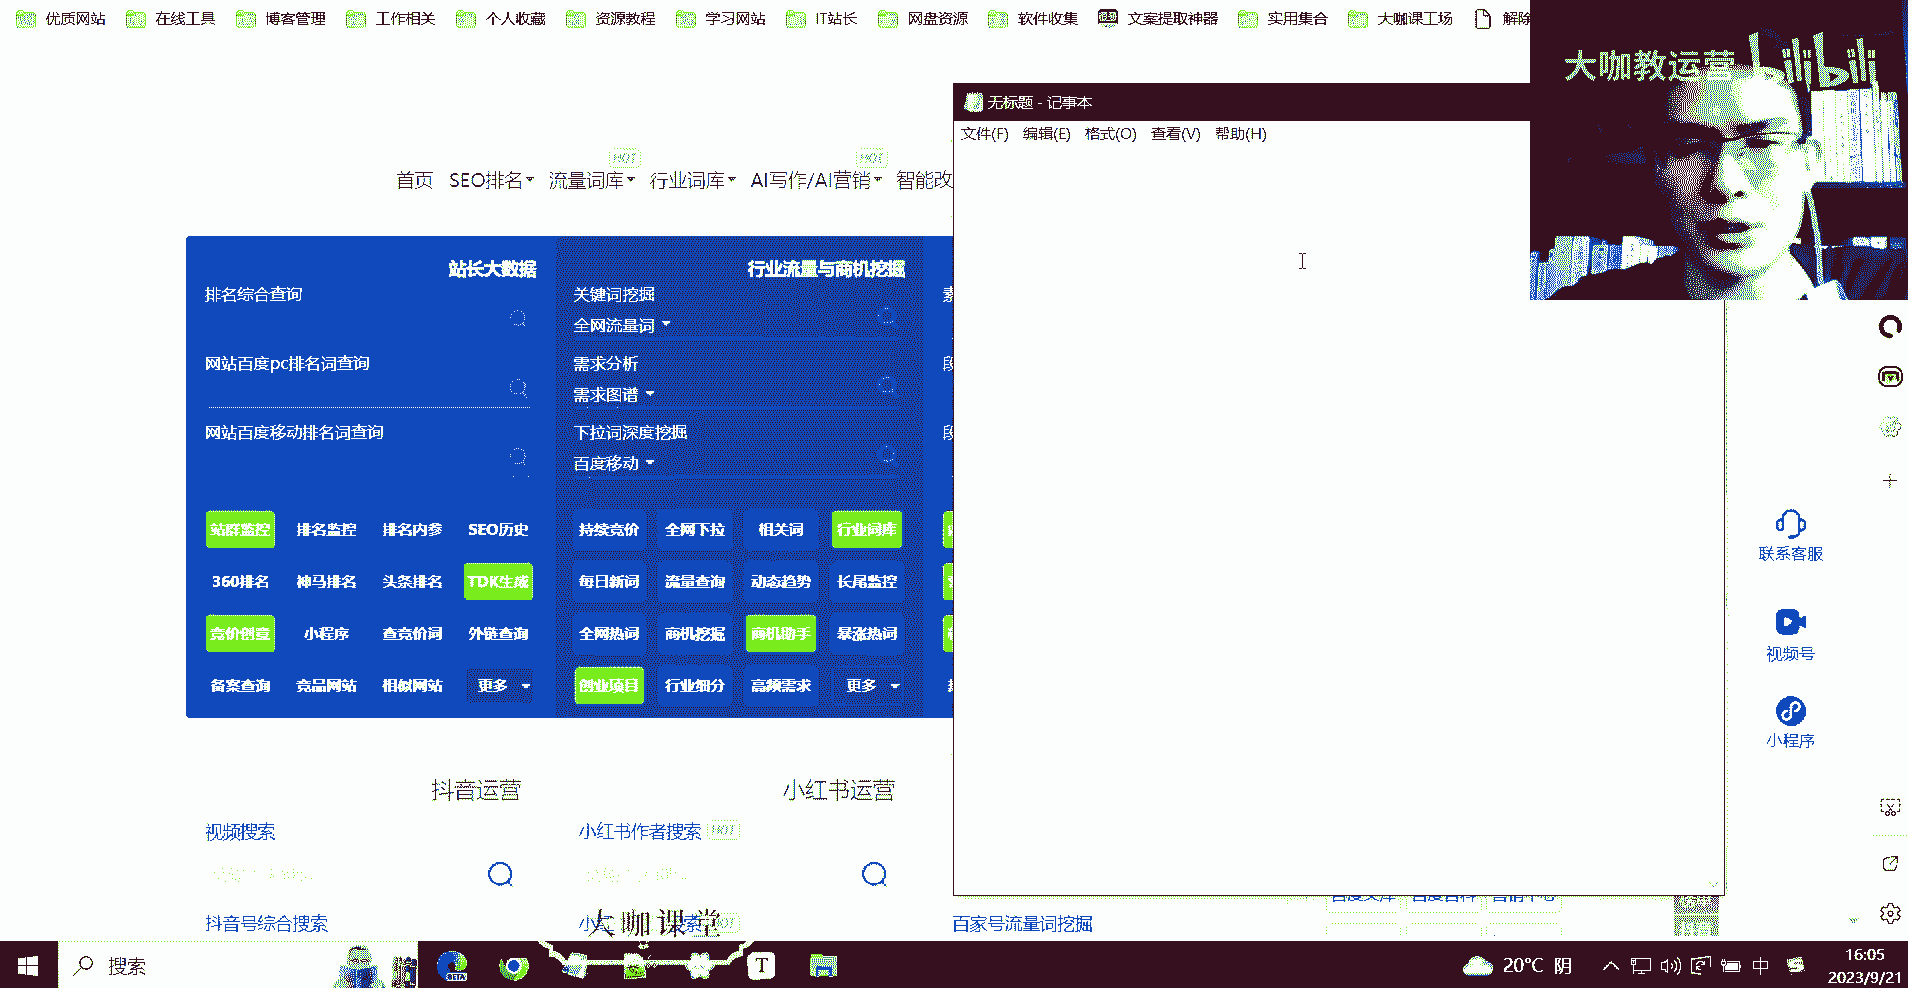 优质网站 在线工具 博客管理 工作相关 个人收藏 资源教程 学习网站 IT站长 网盘资源 软件收集 文案提取神器 实用集合 大咖课工场 解除
大咖教运营 bilibili
无标题 - 记事本
文件(F) 编辑(E) 格式(O) 查看(V) 帮助(H)
HOT HOT
首页 SEO排名 流量词库 行业词库 AI写作/AI营销 智能改
站长大数据 行业流量与商机挖掘
排名综合查询 关键词挖掘
全网流量词
网站百度pc排名词查询 需求分析
需求图谱
网站百度移动排名词查询 下拉词深度挖掘
百度移动
站群监控 排名监控 排名内参 SEO历史 持续竞价 全网下拉 相关词 行业词库
360排名 神马排名 头条排名 TDK生成 每日新词 流量查询 动态趋势 长尾监控
竞价创意 小程序 查竞价词 外链查询 全网热词 商机挖掘 商机助手 暴涨热词
备案查询 竞品网站 相似网站 更多 创业项目 行业细分 高频需求 更多
联系客服
视频号
小程序
抖音运营 小红书运营
视频搜索 小红书作者搜索 HOT
抖音号综合搜索 百家号流量词挖掘
大咖课堂
搜索
BETA
T
20°C 阴
中
16:05
2023/9/21